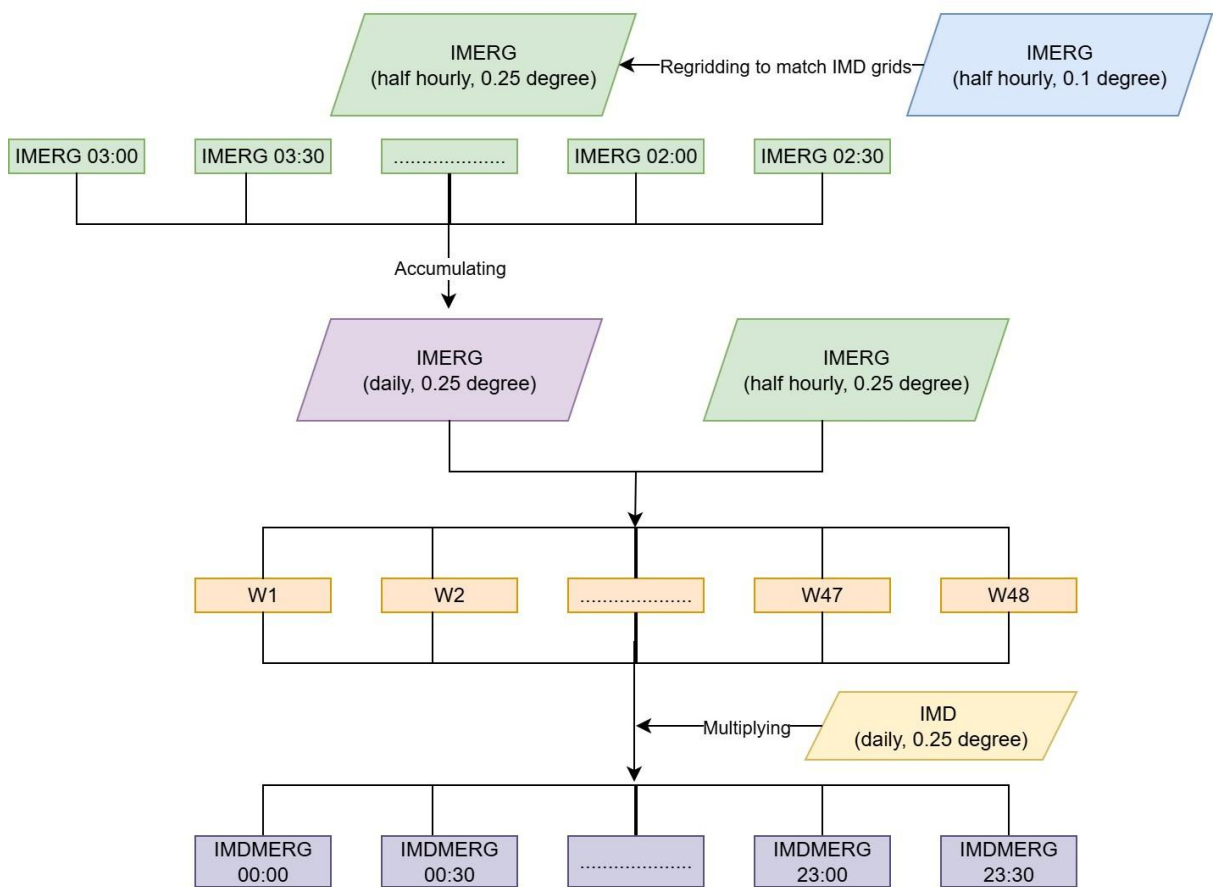 IMERG
(half hourly, 0.25 degree)
Regridding to match IMD grids
IMERG
(half hourly, 0.1 degree)
IMERG 03:00
IMERG 03:30
.....................
IMERG 02:00
IMERG 02:30
Accumulating
IMERG
(daily, 0.25 degree)
IMERG
(half hourly, 0.25 degree)
W1
W2
.....................
W47
W48
Multiplying
IMD
(daily, 0.25 degree)
IMDMERG
00:00
IMDMERG
00:30
.....................
IMDMERG
23:00
IMDMERG
23:30